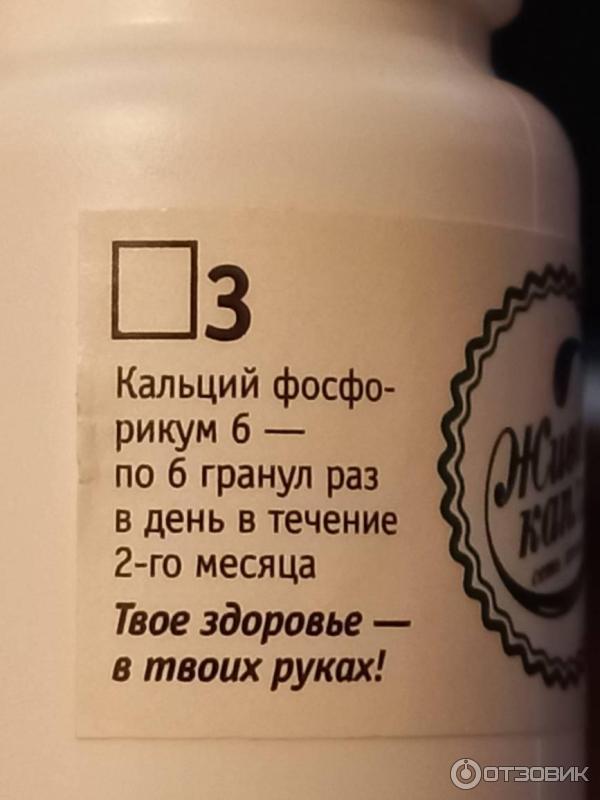 3
Кальций фосфо-
рикум 6 —
по 6 гранул раз
в день в течение
2-го месяца
Твое здоровье —
в твоих руках!
ОТЗОВИК